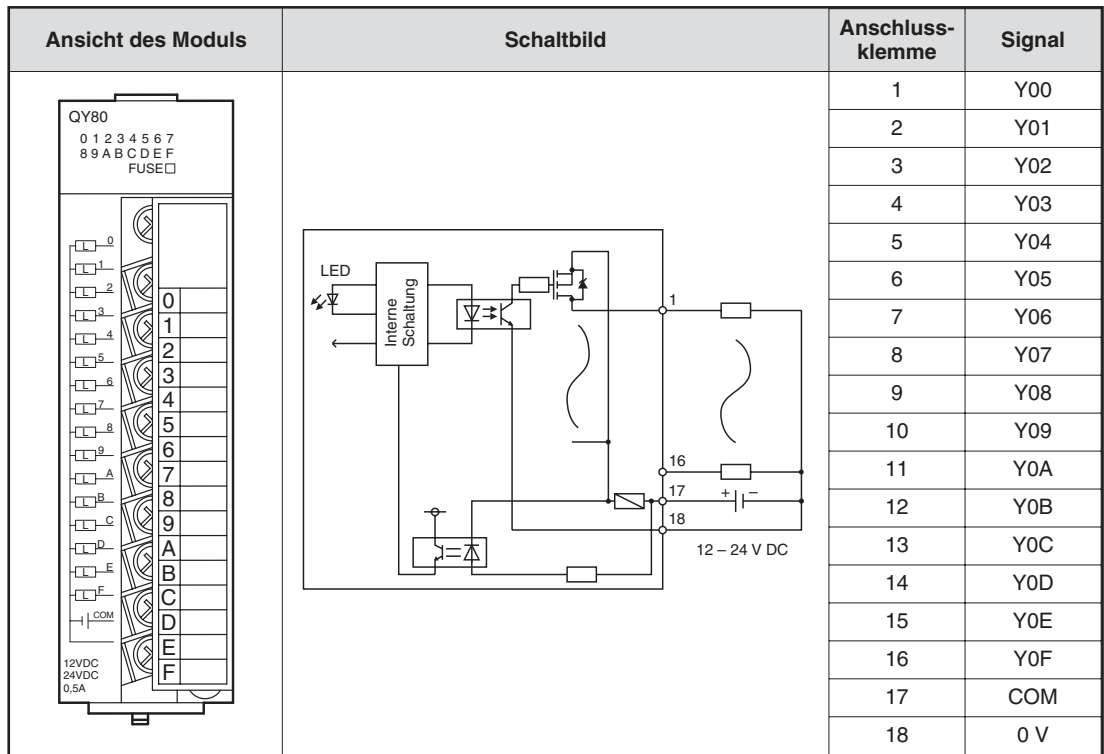 Ansicht des Moduls
Schaltbild
Anschluss-
klemme
Signal
QY80
0 1 2 3 4 5 6 7
8 9 A B C D E F
FUSE
L 0
L 1
L 2
L 3
L 4
L 5
L 6
L 7
L 8
L 9
L A
L B
L C
L D
L E
L F
COM
12VDC
24VDC
0,5A
0
1
2
3
4
5
6
7
8
9
A
B
C
D
E
F
LED
Interne
Schaltung
1
16
17
+ −
18
12 – 24 V DC
1 Y00
2 Y01
3 Y02
4 Y03
5 Y04
6 Y05
7 Y06
8 Y07
9 Y08
10 Y09
11 Y0A
12 Y0B
13 Y0C
14 Y0D
15 Y0E
16 Y0F
17 COM
18 0 V